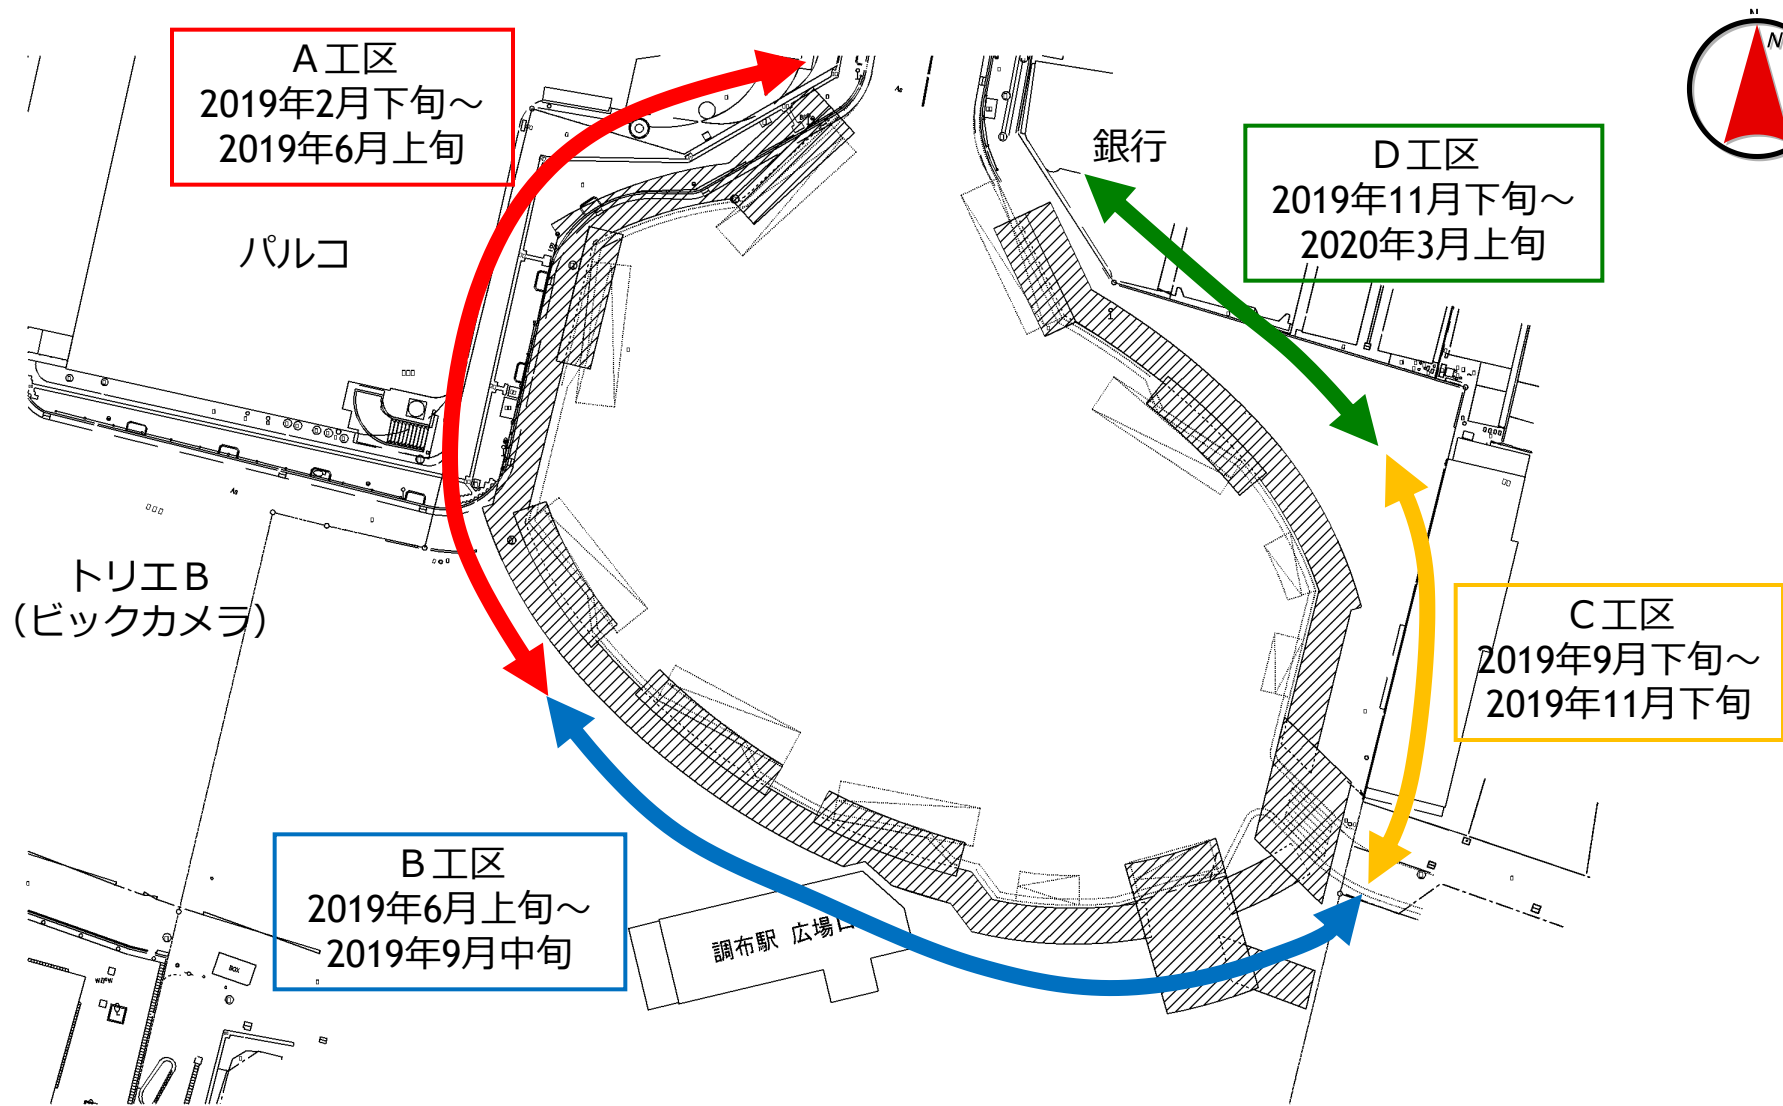 N
A工区
2019年2月下旬～
2019年6月上旬
銀行
D工区
2019年11月下旬～
2020年3月上旬
パルコ
トリエB
（ビックカメラ）
C工区
2019年9月下旬～
2019年11月下旬
B工区
2019年6月上旬～
2019年9月中旬
調布駅 広場口
BOX